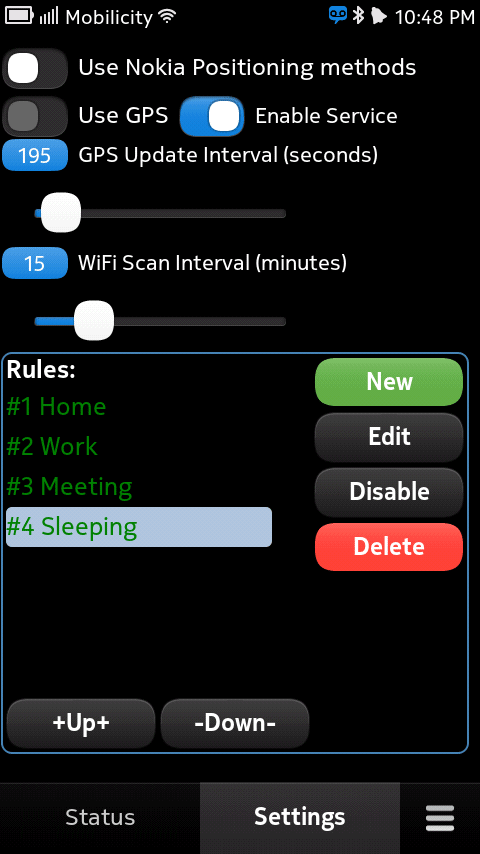 Mobilicity 10:48 PM
Use Nokia Positioning methods
Use GPS Enable Service
195 GPS Update Interval (seconds)
15 WiFi Scan Interval (minutes)
Rules:
New
#1 Home
Edit
#2 Work
#3 Meeting
Disable
#4 Sleeping
Delete
+Up+ -Down-
Status Settings